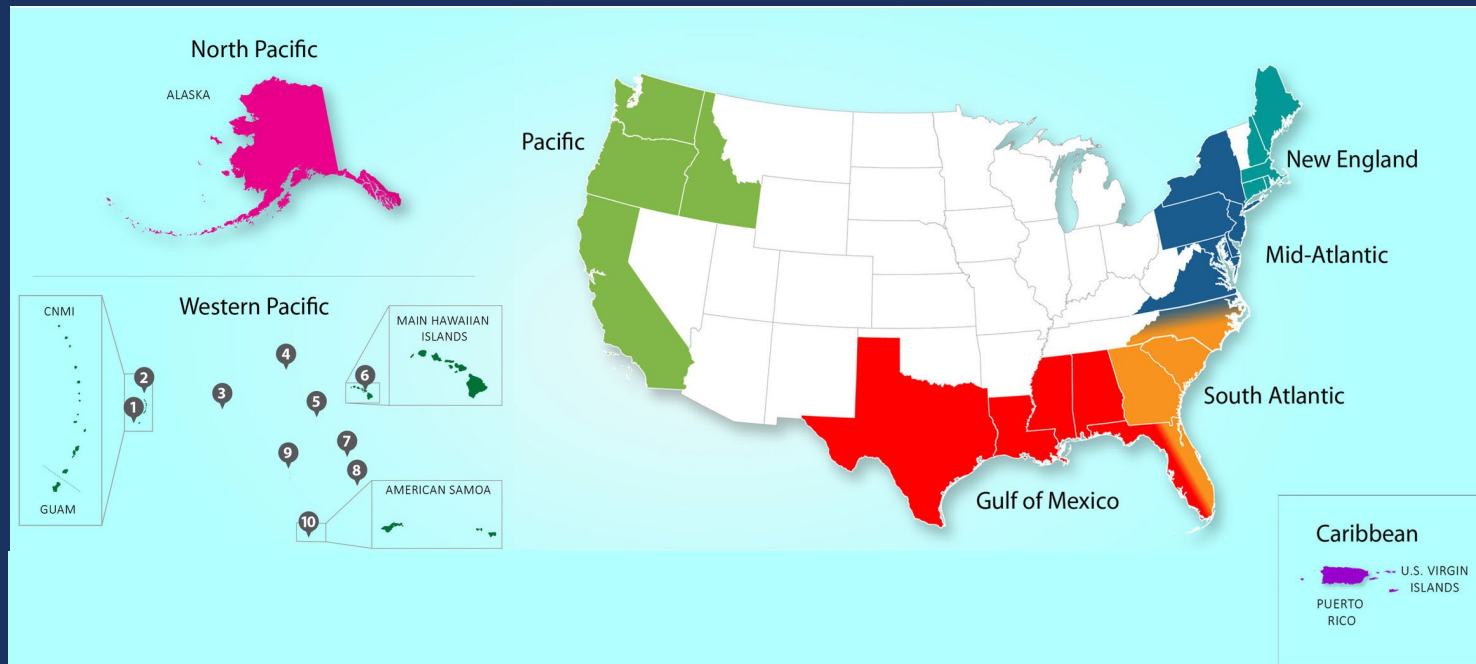 North Pacific
ALASKA
Western Pacific
CNMI
GUAM
1
2
3
4
5
6
7
8
9
10
MAIN HAWAIIAN
ISLANDS
AMERICAN SAMOA
Pacific
New England
Mid-Atlantic
South Atlantic
Gulf of Mexico
Caribbean
U.S. VIRGIN
ISLANDS
PUERTO
RICO